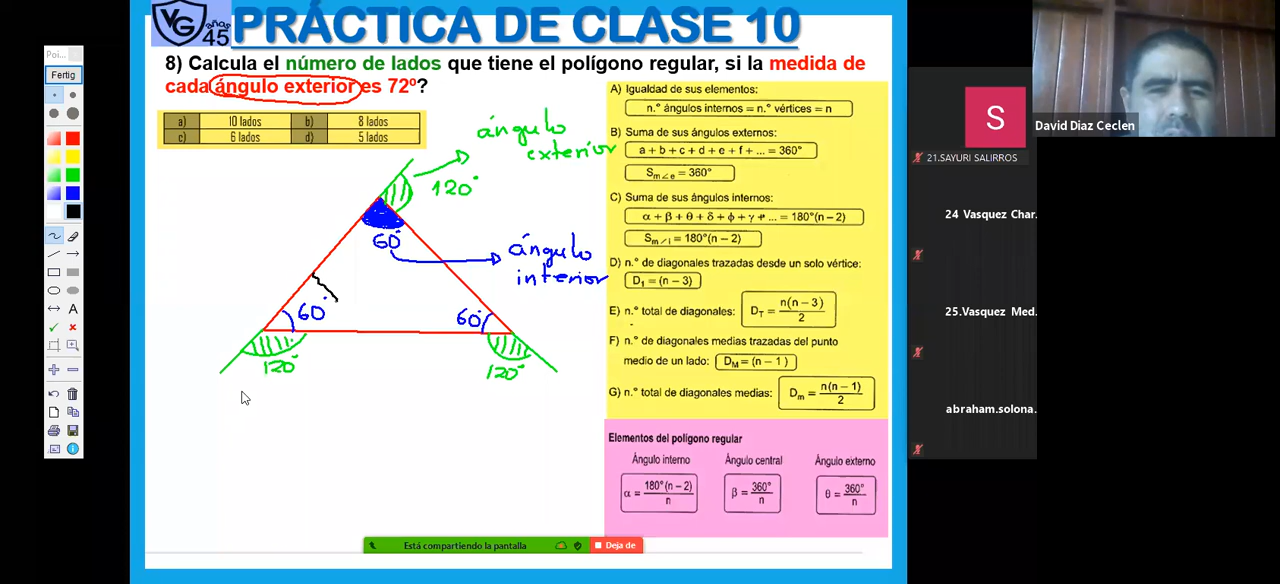 VG
años
45
PRÁCTICA DE CLASE 10
8) Calcula el número de lados que tiene el polígono regular, si la medida de
cada ángulo exterior es 72º?
a) 10 lados b) 8 lados
c) 6 lados d) 5 lados
ángulo
exterior
120°
60°
ángulo
interior
60°
60°
120°
120°
A) Igualdad de sus elementos:
n.° ángulos internos = n.° vértices = n
B) Suma de sus ángulos externos:
a + b + c + d + e + f + ... = 360°
Sm∠e = 360°
C) Suma de sus ángulos internos:
α + β + θ + δ + ϕ + γ + ... = 180°(n – 2)
Sm∠i = 180°(n – 2)
D) n.° de diagonales trazadas desde un solo vértice:
D₁ = (n – 3)
E) n.° total de diagonales: D_T = n(n – 3)/2
F) n.° de diagonales medias trazadas del punto
medio de un lado: D_M = (n – 1)
G) n.° total de diagonales medias: D_m = n(n – 1)/2
Elementos del polígono regular
Ángulo interno Ángulo central Ángulo externo
α = 180°(n – 2)/n β = 360°/n θ = 360°/n
Está compartiendo la pantalla Deja de
Poi...
Fertig
A
S
David Diaz Ceclen
21.SAYURI SALIRROS
24 Vasquez Char.
25.Vasquez Med.
abraham.solona.